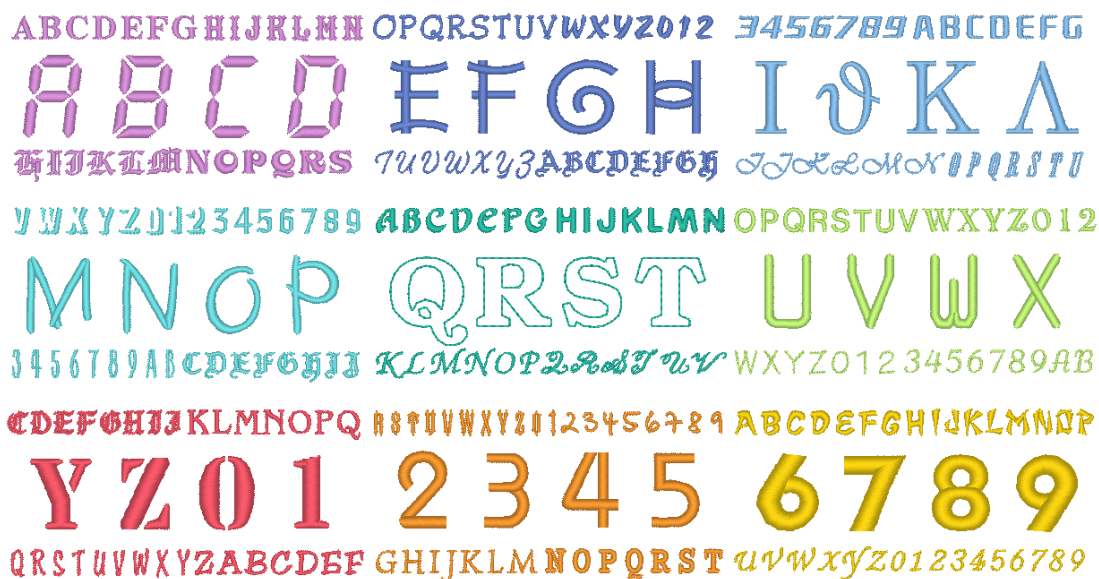 ABCDEFGHIJKLMN OPQRSTUVWXYZ012 3456789ABCDEFG
ABCD EFGH ΙϑΚΛ
HIJKLMNOPQRS TUVWXYZABCDEFGH IJKLMNOPQRSTU
VWXYZ0123456789 ABCDEFGHIJKLMN OPQRSTUVWXYZ012
MNOP QRST UVWX
3456789ABCDEFGHIJ KLMNOPQRSTUV WXYZ0123456789AB
CDEFGHIJKLMNOPQ RSTUVWXYZ0123456789 ABCDEFGHIJKLMNOP
YZ01 2345 6789
QRSTUVWXYZABCDEF GHIJKLMNOPQRST UVWXYZ0123456789